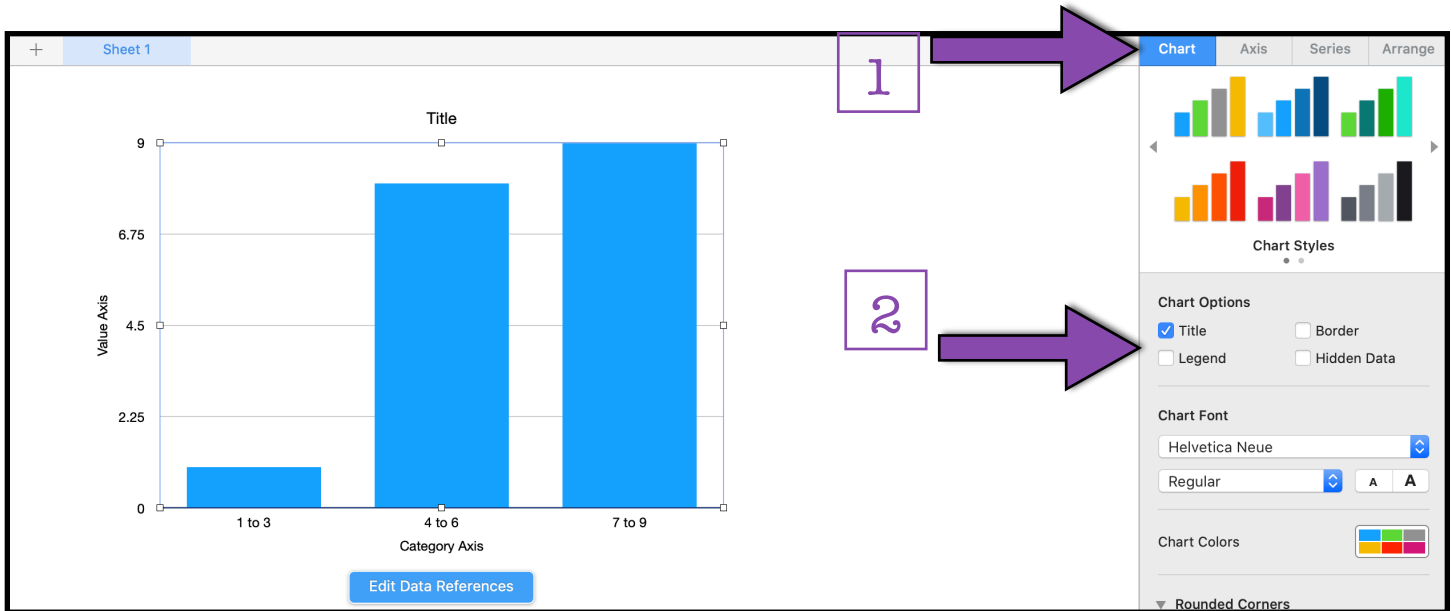 + Sheet 1
1
Chart Axis Series Arrange
Title
9
6.75
4.5
2.25
0
Value Axis
1 to 3 4 to 6 7 to 9
Category Axis
Edit Data References
Chart Styles
2
Chart Options
Title Border
Legend Hidden Data
Chart Font
Helvetica Neue
Regular A A
Chart Colors
Rounded Corners